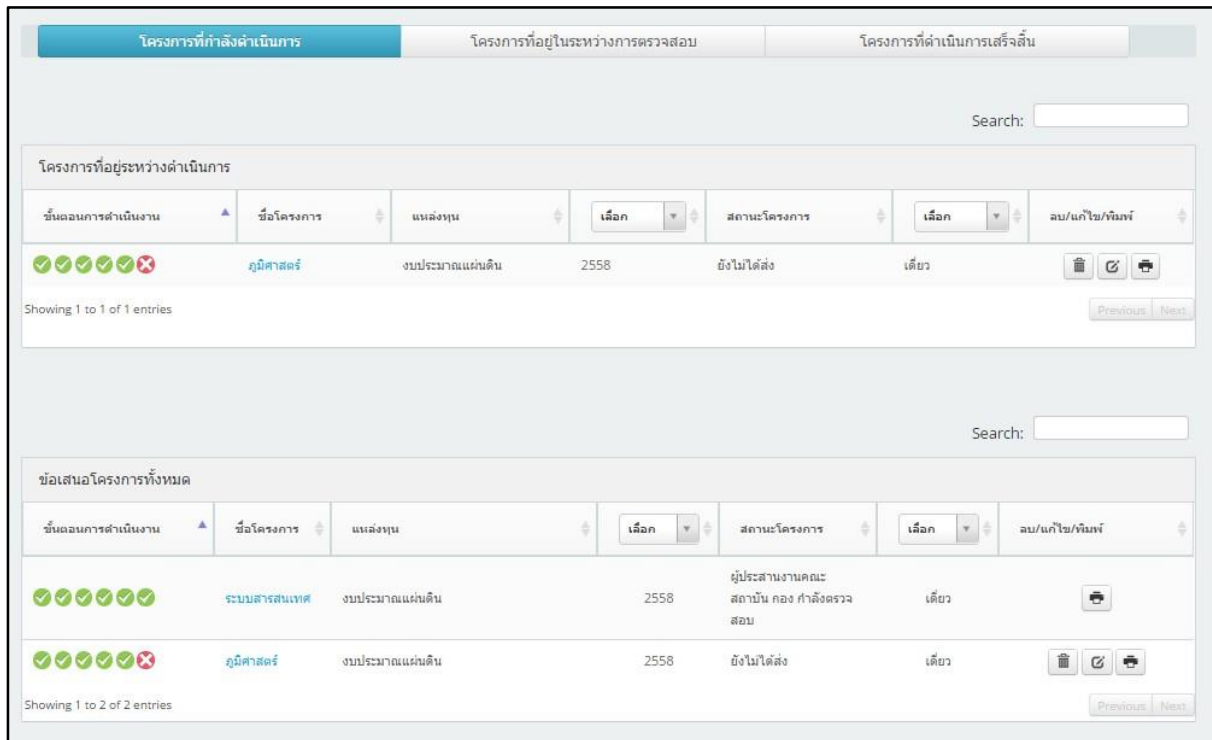 โครงการที่กำลังดำเนินการ โครงการที่อยู่ในระหว่างการตรวจสอบ โครงการที่ดำเนินการเสร็จสิ้น
Search:
โครงการที่อยู่ระหว่างดำเนินการ
ขั้นตอนการดำเนินงาน ชื่อโครงการ แหล่งทุน เลือก สถานะโครงการ เลือก ลบ/แก้ไข/พิมพ์
ภูมิศาสตร์ งบประมาณแผ่นดิน 2558 ยังไม่ได้ส่ง เดี่ยว
Showing 1 to 1 of 1 entries Previous Next
Search:
ข้อเสนอโครงการทั้งหมด
ขั้นตอนการดำเนินงาน ชื่อโครงการ แหล่งทุน เลือก สถานะโครงการ เลือก ลบ/แก้ไข/พิมพ์
ผู้ประสานงานคณะ
ระบบสารสนเทศ งบประมาณแผ่นดิน 2558 สถาบัน กอง กำลังตรวจ เดี่ยว
สอบ
ภูมิศาสตร์ งบประมาณแผ่นดิน 2558 ยังไม่ได้ส่ง เดี่ยว
Showing 1 to 2 of 2 entries Previous Next